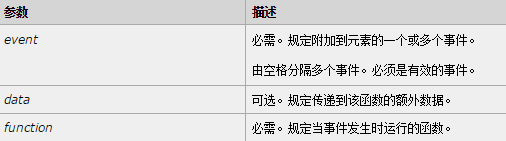 参数 描述
event 必需。规定附加到元素的一个或多个事件。
由空格分隔多个事件。必须是有效的事件。
data 可选。规定传递到该函数的额外数据。
function 必需。规定当事件发生时运行的函数。